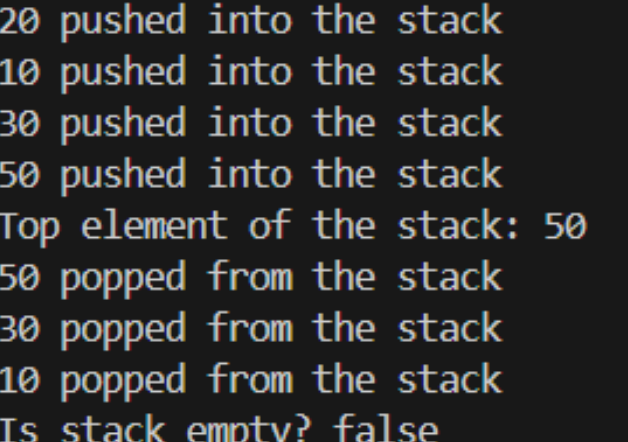 20 pushed into the stack
10 pushed into the stack
30 pushed into the stack
50 pushed into the stack
Top element of the stack: 50
50 popped from the stack
30 popped from the stack
10 popped from the stack
Is stack empty? false